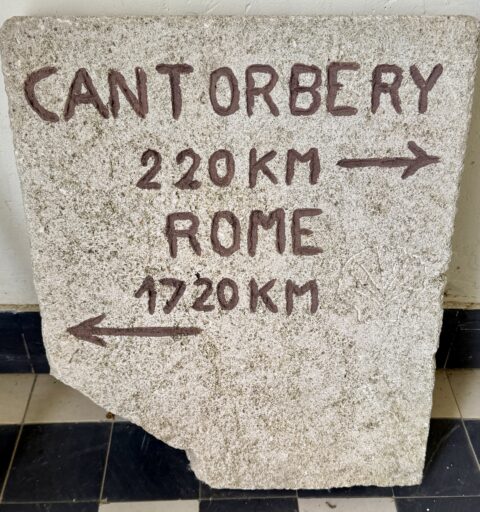 CANTORBERY
220KM →
ROME
1720KM
←